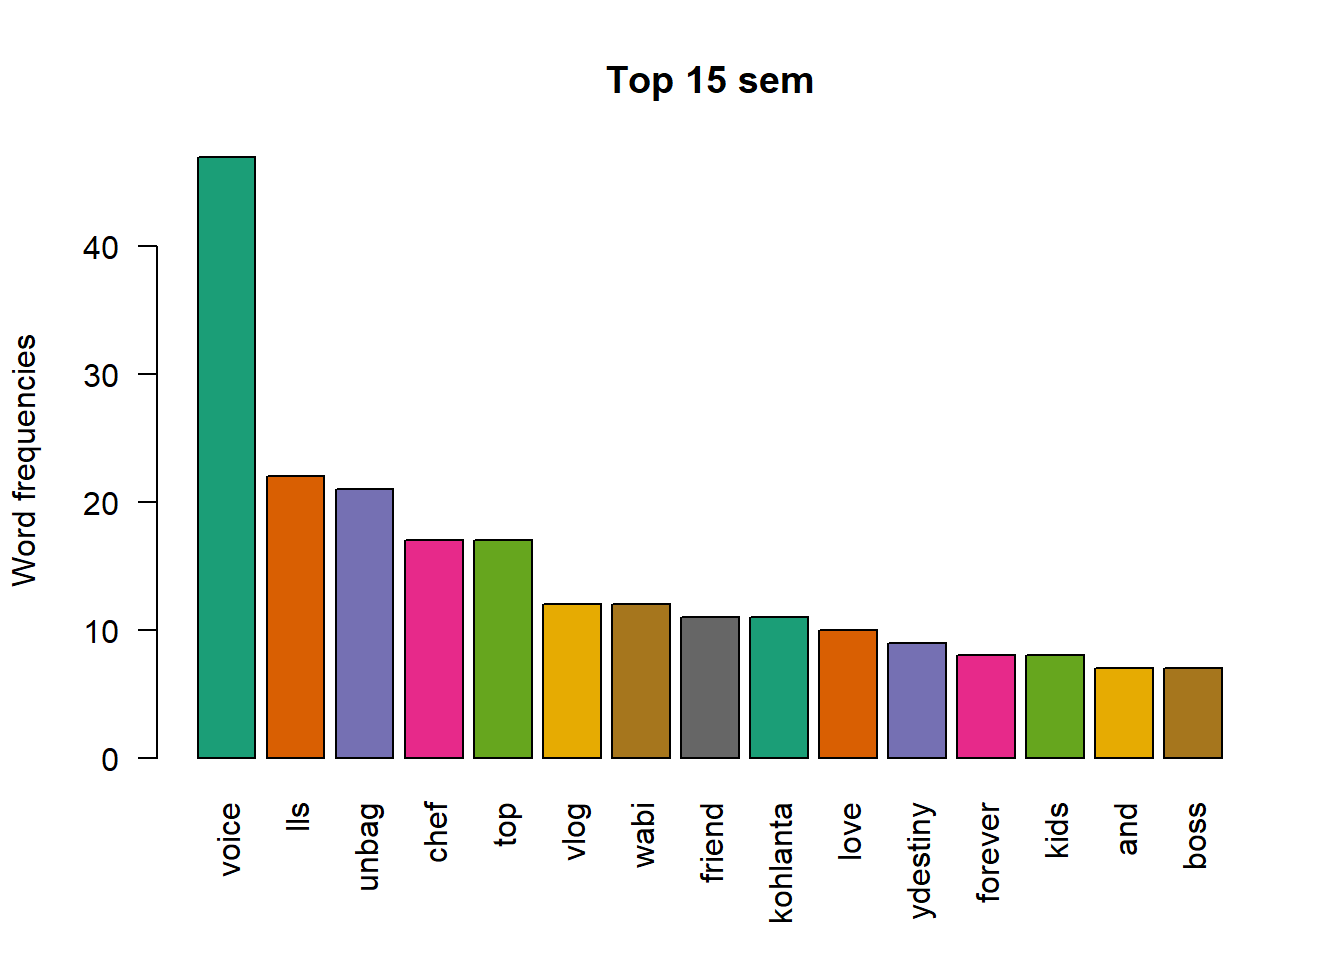 Top 15 sem
Word frequencies
40
30
20
10
0
voice
lls
unbag
chef
top
vlog
wabi
friend
kohlanta
love
ydestiny
forever
kids
and
boss